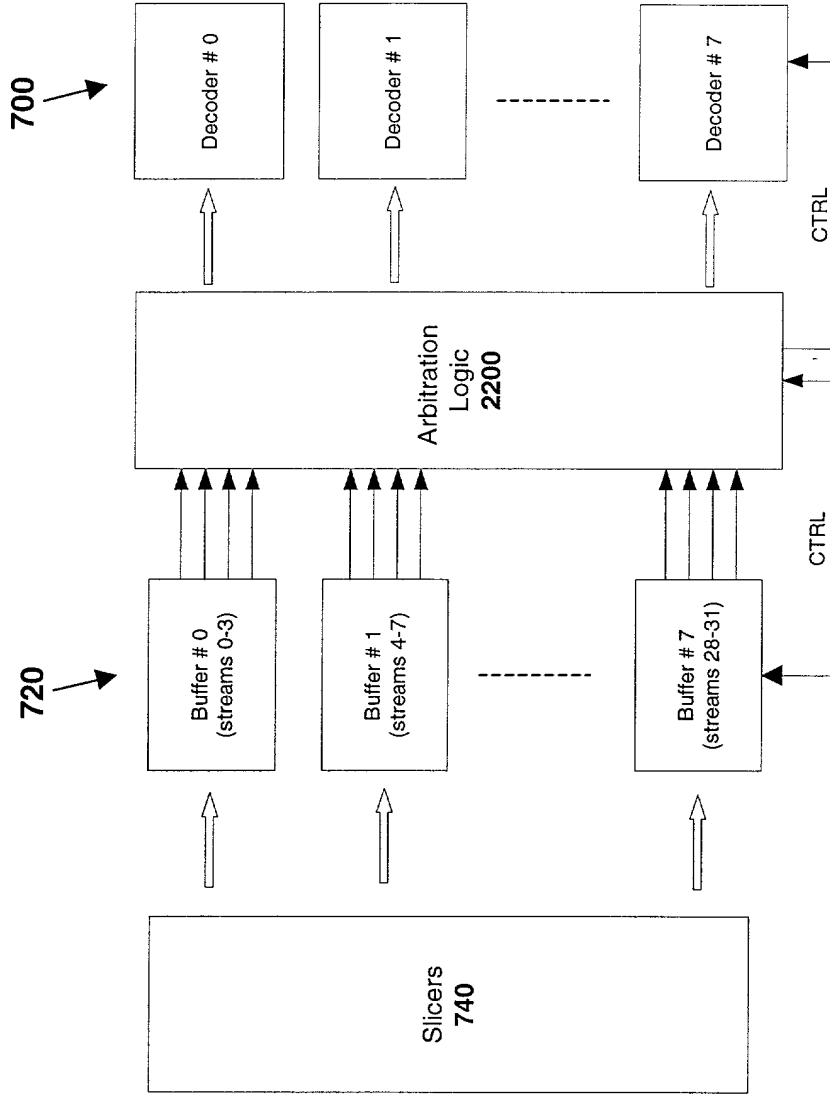 720
700
Slicers
740
Buffer # 0
(streams 0-3)
Buffer # 1
(streams 4-7)
Buffer # 7
(streams 28-31)
Arbitration
Logic
2200
Decoder # 0
Decoder # 1
Decoder # 7
CTRL
CTRL